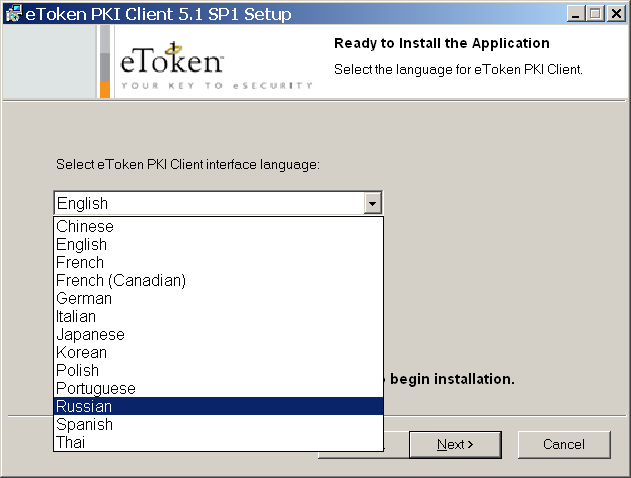 eToken PKI Client 5.1 SP1 Setup
eToken
YOUR KEY TO eSECURITY
Ready to Install the Application
Select the language for eToken PKI Client.
Select eToken PKI Client interface language:
English
Chinese
English
French
French (Canadian)
German
Italian
Japanese
Korean
Polish
Portuguese
Russian
Spanish
Thai
begin installation.
Next >
Cancel